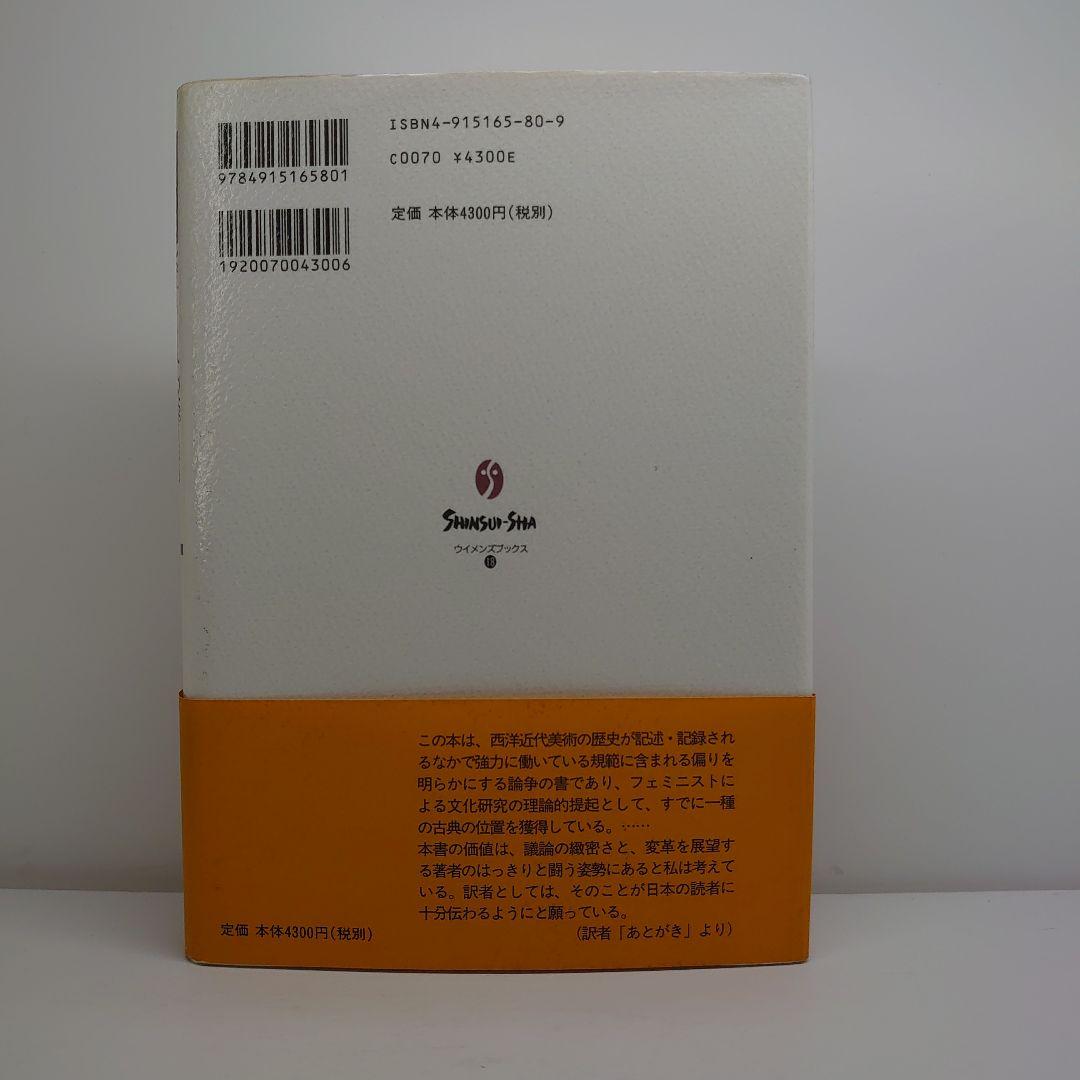 9784915165801
1920070043006
ISBN4-915165-80-9
C0070 ¥4300E
定価 本体4300円(税別)
SHINSUI-SHA
ウイメンズブックス
18
この本は、西洋近代美術の歴史が記述・記録され
るなかで強力に働いている規範に含まれる偏りを
明らかにする論争の書であり、フェミニストに
よる文化研究の理論的提起として、すでに一種
の古典の位置を獲得している。……
本書の価値は、議論の緻密さと、変革を展望す
る著者のはっきりと闘う姿勢にあると私は考えて
いる。訳者としては、そのことが日本の読者に
十分伝わるようにと願っている。
(訳者「あとがき」より)
定価 本体4300円(税別)